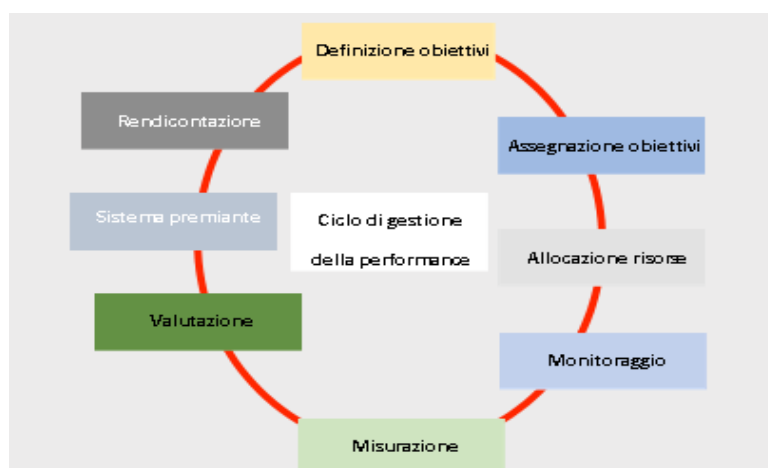 Definizione obiettivi
Rendicontazione
Assegnazione obiettivi
Sistema premiante
Ciclo di gestione
della performance
Allocazione risorse
Valutazione
Monitoraggio
Misurazione